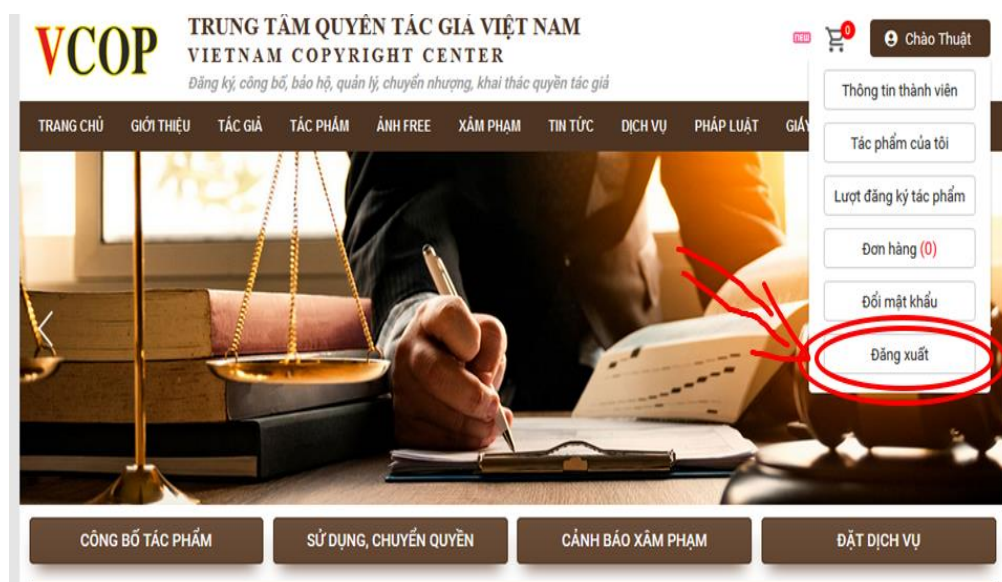 VCOP
TRUNG TÂM QUYỀN TÁC GIẢ VIỆT NAM
VIETNAM COPYRIGHT CENTER
Đăng ký, công bố, bảo hộ, quản lý, chuyển nhượng, khai thác quyền tác giả
new
0
Chào Thuật
Thông tin thành viên
Tác phẩm của tôi
Lượt đăng ký tác phẩm
Đơn hàng (0)
Đổi mật khẩu
Đăng xuất
TRANG CHỦ GIỚI THIỆU TÁC GIẢ TÁC PHẨM ẢNH FREE XÂM PHẠM TIN TỨC DỊCH VỤ PHÁP LUẬT
CÔNG BỐ TÁC PHẨM
SỬ DỤNG, CHUYỂN QUYỀN
CẢNH BÁO XÂM PHẠM
ĐẶT DỊCH VỤ